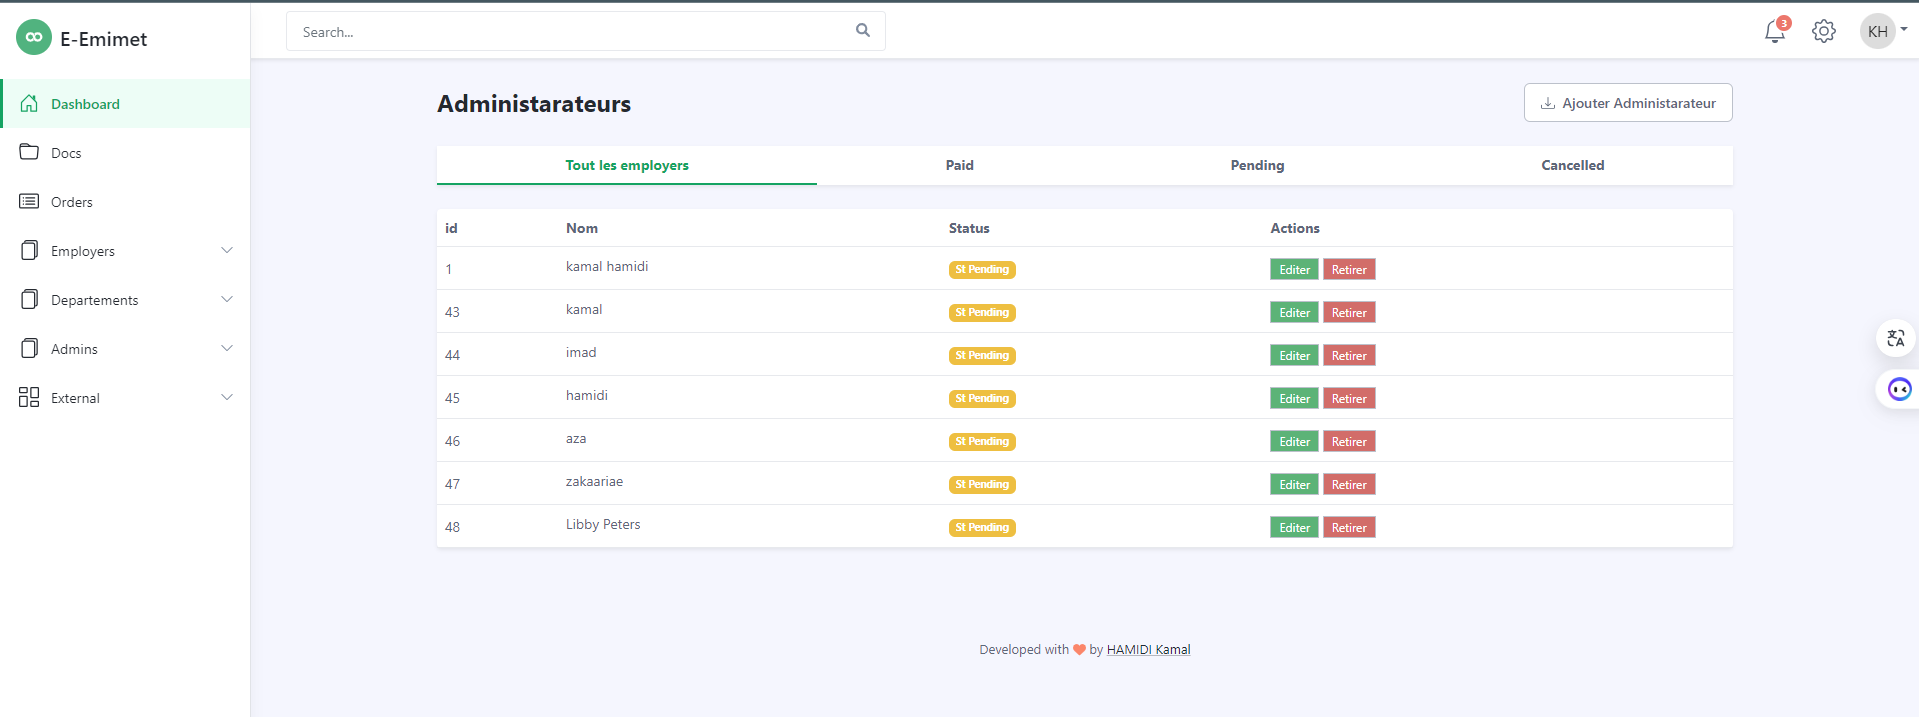 E-Emimet
Search...
3
KH
Dashboard
Docs
Orders
Employers
Departements
Admins
External
Administarateurs
Ajouter Administarateur
Tout les employers Paid Pending Cancelled
id Nom Status Actions
1 kamal hamidi St Pending Editer Retirer
43 kamal St Pending Editer Retirer
44 imad St Pending Editer Retirer
45 hamidi St Pending Editer Retirer
46 aza St Pending Editer Retirer
47 zakaariae St Pending Editer Retirer
48 Libby Peters St Pending Editer Retirer
Developed with ❤ by HAMIDI Kamal